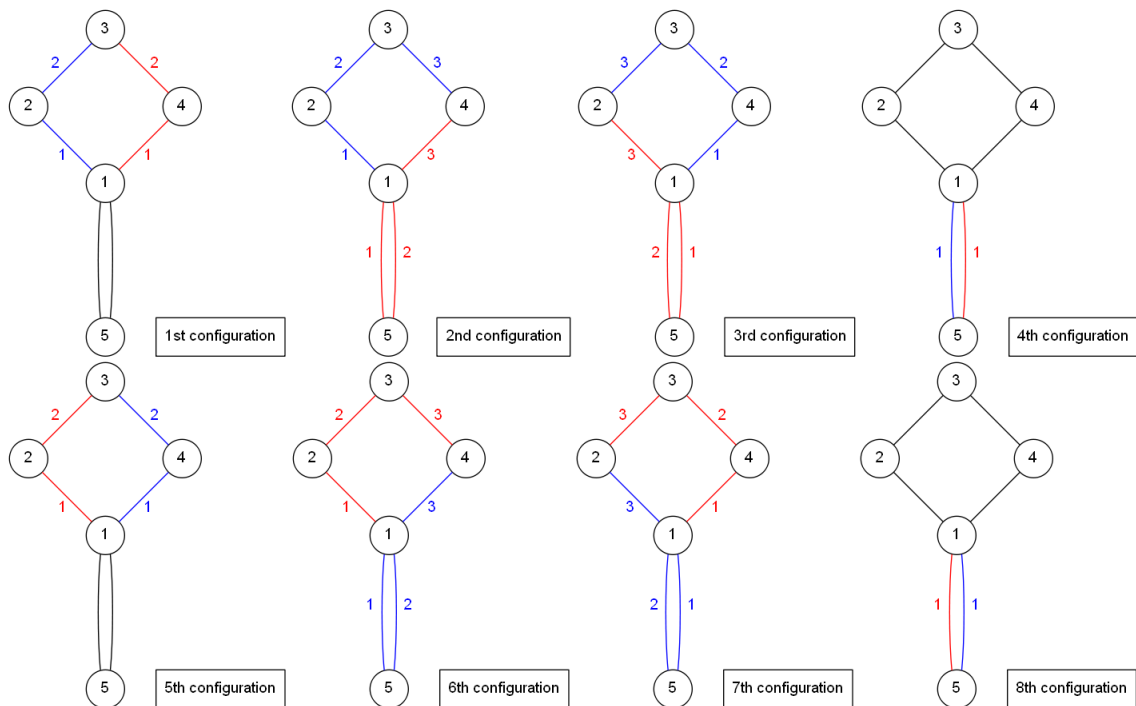 3 3 3 3
2 2 2 3 3 2
2 4 2 4 2 4 2 4
1 1 1 3 3 1
1 1 1 1
1 2 2 1 1 1
5 5 5 5
1st configuration 2nd configuration 3rd configuration 4th configuration
3 3 3 3
2 2 2 3 3 2
2 4 2 4 2 4 2 4
1 1 1 3 3 1
1 1 1 1
1 2 2 1 1 1
5 5 5 5
5th configuration 6th configuration 7th configuration 8th configuration